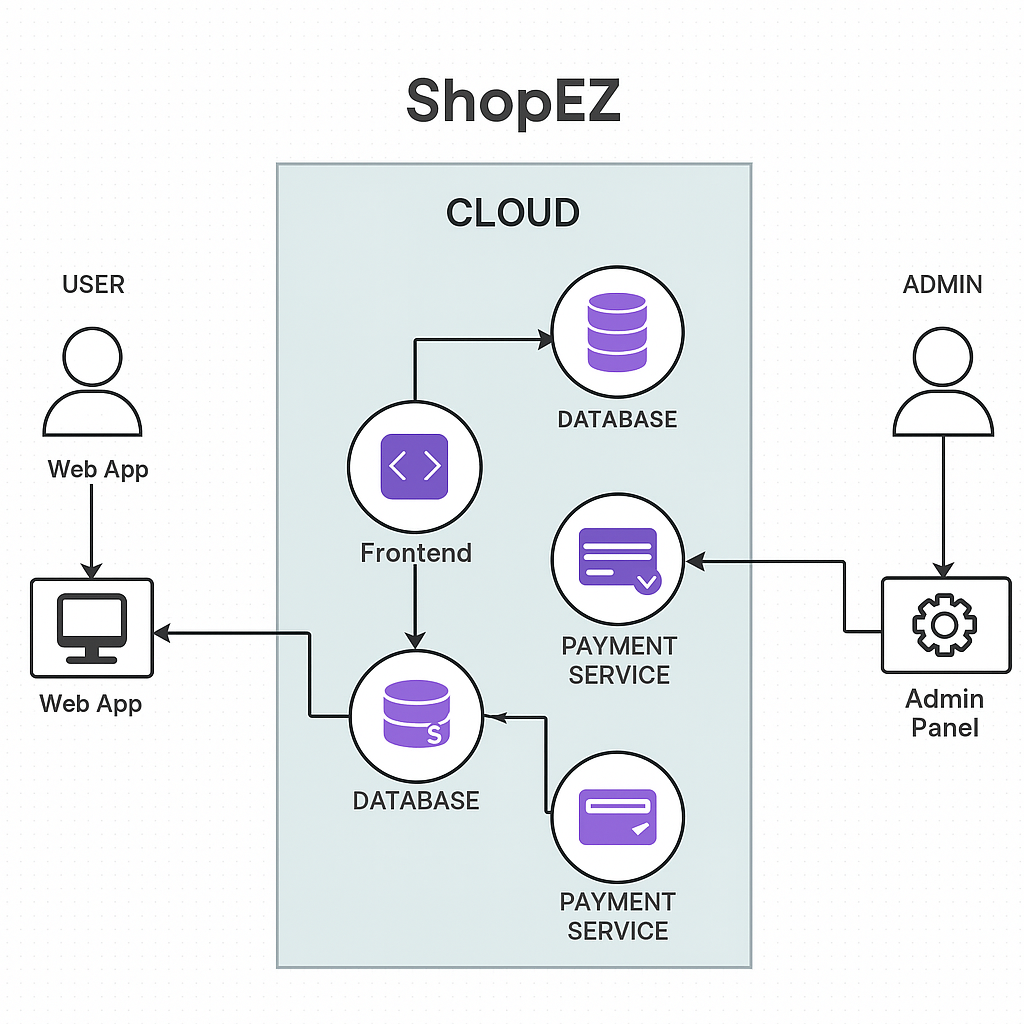 ShopEZ
CLOUD
USER
ADMIN
DATABASE
Web App
Frontend
PAYMENT
SERVICE
Web App
Admin
Panel
DATABASE
S
PAYMENT
SERVICE